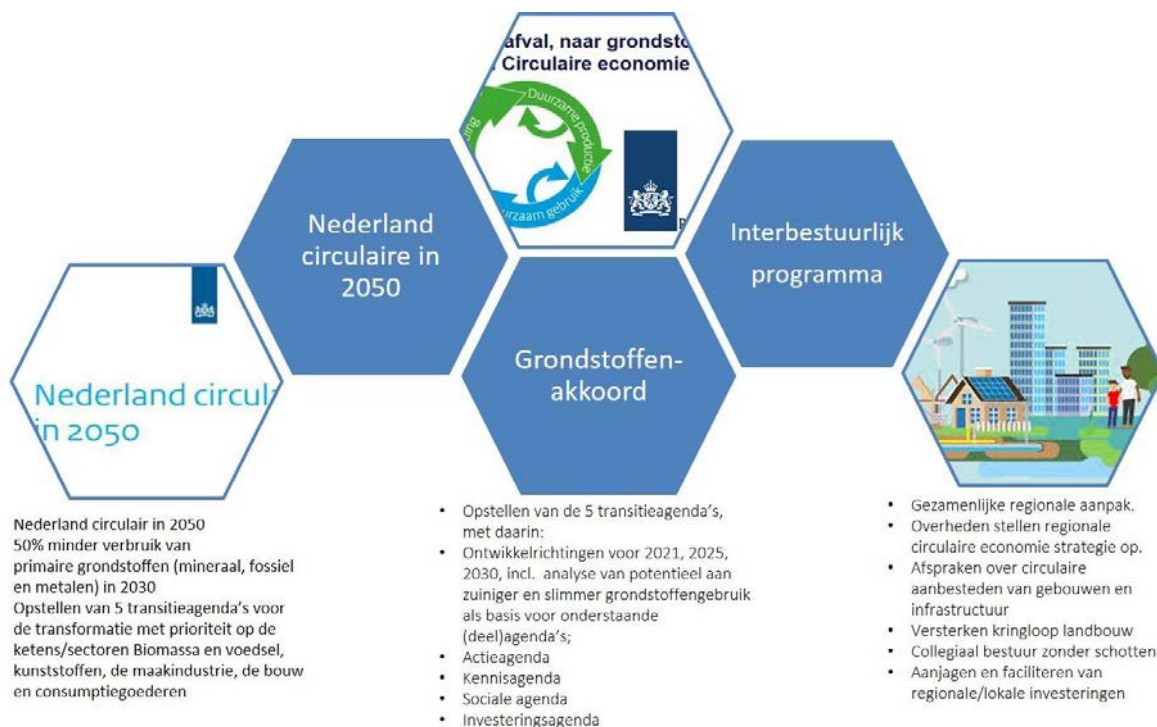 afval, naar grondsto
. Circulaire economie
Duurzame productie
urzaam gebruik
Nederland
circulaire in
2050
Interbestuurlijk
programma
Grondstoffen-
akkoord
Nederland circul
in 2050
Nederland circulair in 2050
50% minder verbruik van
primaire grondstoffen (mineraal, fossiel
en metalen) in 2030
Opstellen van 5 transitieagenda's voor
de transformatie met prioriteit op de
ketens/sectoren Biomassa en voedsel,
kunststoffen, de maakindustrie, de bouw
en consumptiegoederen
• Opstellen van de 5 transitieagenda's,
met daarin:
• Ontwikkelrichtingen voor 2021, 2025,
2030, incl. analyse van potentieel aan
zuiniger en slimmer grondstoffengebruik
als basis voor onderstaande
(deel)agenda's;
• Actieagenda
• Kennisagenda
• Sociale agenda
• Investeringsagenda
• Gezamenlijke regionale aanpak.
• Overheden stellen regionale
circulaire economie strategie op.
• Afspraken over circulaire
aanbesteden van gebouwen en
infrastructuur
• Versterken kringloop landbouw
• Collegiaal bestuur zonder schotten
• Aanjagen en faciliteren van
regionale/lokale investeringen